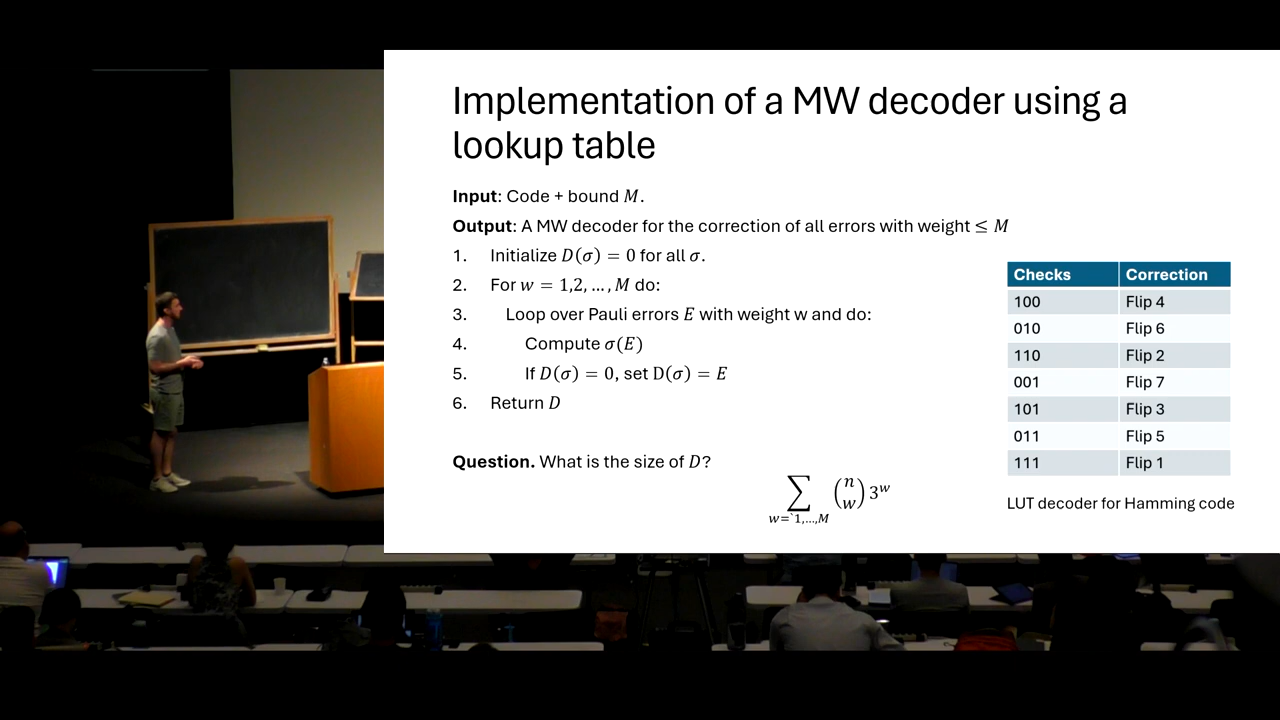 Implementation of a MW decoder using a
lookup table
Input: Code + bound M.
Output: A MW decoder for the correction of all errors with weight ≤ M
1. Initialize D(σ) = 0 for all σ.
2. For w = 1,2, … , M do:
3. Loop over Pauli errors E with weight w and do:
4. Compute σ(E)
5. If D(σ) = 0, set D(σ) = E
6. Return D
Question. What is the size of D?
∑ w=`1,…,M (n w) 3^w
Checks Correction
100 Flip 4
010 Flip 6
110 Flip 2
001 Flip 7
101 Flip 3
011 Flip 5
111 Flip 1
LUT decoder for Hamming code